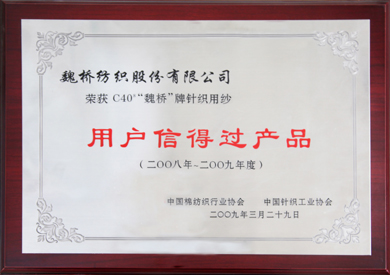 魏桥纺织股份有限公司
荣获 C40ˢ“魏桥”牌针织用纱
用户信得过产品
（二〇〇八年–二〇〇九年度）
中国棉纺织行业协会 中国针织工业协会
二〇〇九年三月二十九日